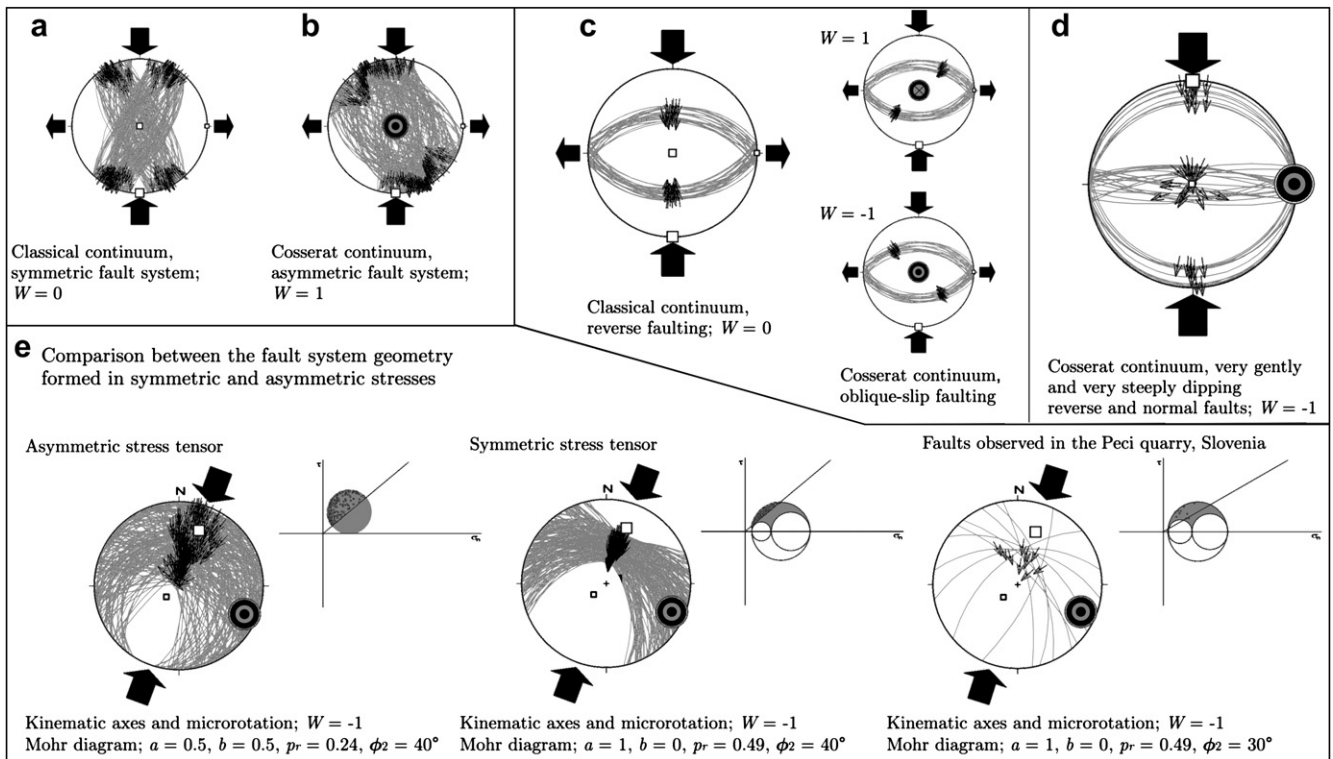 a
b
c
d
W = 1
W = -1
Classical continuum,
symmetric fault system;
W = 0
Cosserat continuum,
asymmetric fault system;
W = 1
Classical continuum,
reverse faulting; W = 0
Cosserat continuum,
oblique-slip faulting
Cosserat continuum, very gently
and very steeply dipping
reverse and normal faults; W = -1
e Comparison between the fault system geometry
formed in symmetric and asymmetric stresses
Asymmetric stress tensor
Symmetric stress tensor
Faults observed in the Peci quarry, Slovenia
N
τ
σn
N
τ
σn
N
τ
σn
Kinematic axes and microrotation; W = -1
Mohr diagram; a = 0.5, b = 0.5, pr = 0.24, ϕ2 = 40°
Kinematic axes and microrotation; W = -1
Mohr diagram; a = 1, b = 0, pr = 0.49, ϕ2 = 40°
Kinematic axes and microrotation; W = -1
Mohr diagram; a = 1, b = 0, pr = 0.49, ϕ2 = 30°